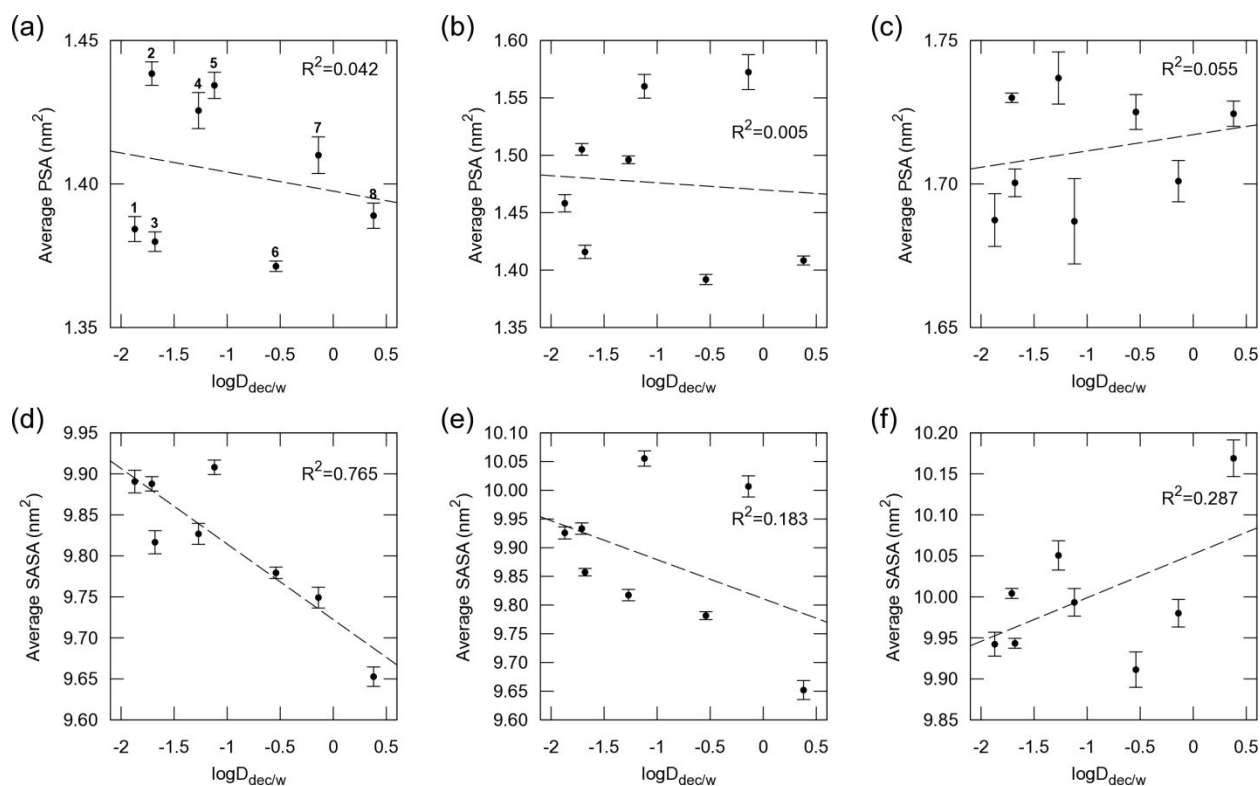 (a)
1.45
1.40
1.35
Average PSA (nm2)
R2=0.042
1
2
3
4
5
6
7
8
-2 -1.5 -1 -0.5 0 0.5
logDdec/w
(b)
1.60
1.55
1.50
1.45
1.40
1.35
Average PSA (nm2)
R2=0.005
-2 -1.5 -1 -0.5 0 0.5
logDdec/w
(c)
1.75
1.70
1.65
Average PSA (nm2)
R2=0.055
-2 -1.5 -1 -0.5 0 0.5
logDdec/w
(d)
9.95
9.90
9.85
9.80
9.75
9.70
9.65
9.60
Average SASA (nm2)
R2=0.765
-2 -1.5 -1 -0.5 0 0.5
logDdec/w
(e)
10.10
10.05
10.00
9.95
9.90
9.85
9.80
9.75
9.70
9.65
9.60
Average SASA (nm2)
R2=0.183
-2 -1.5 -1 -0.5 0 0.5
logDdec/w
(f)
10.20
10.15
10.10
10.05
10.00
9.95
9.90
9.85
Average SASA (nm2)
R2=0.287
-2 -1.5 -1 -0.5 0 0.5
logDdec/w